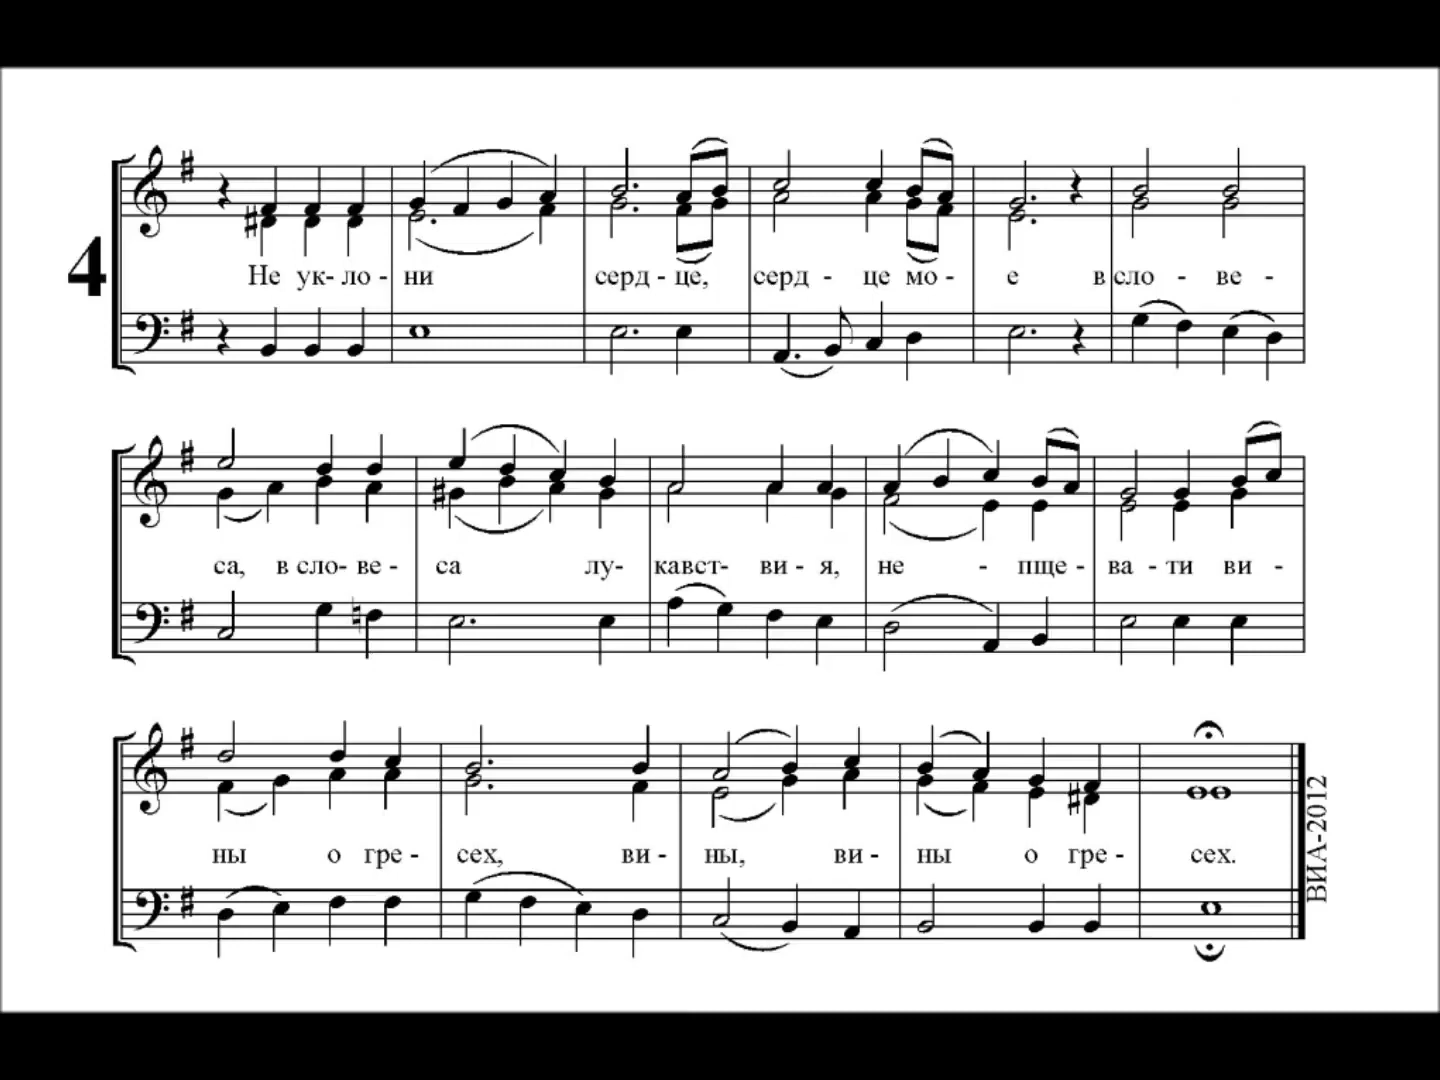 4
Не ук- ло - ни серд - це, серд - це мо - е в сло - ве -
са, в сло- ве - са лу- кавст- ви - я, не - пще - ва - ти ви -
ны о гре - сех, ви - ны, ви - ны о гре - сех.
ВИА-2012